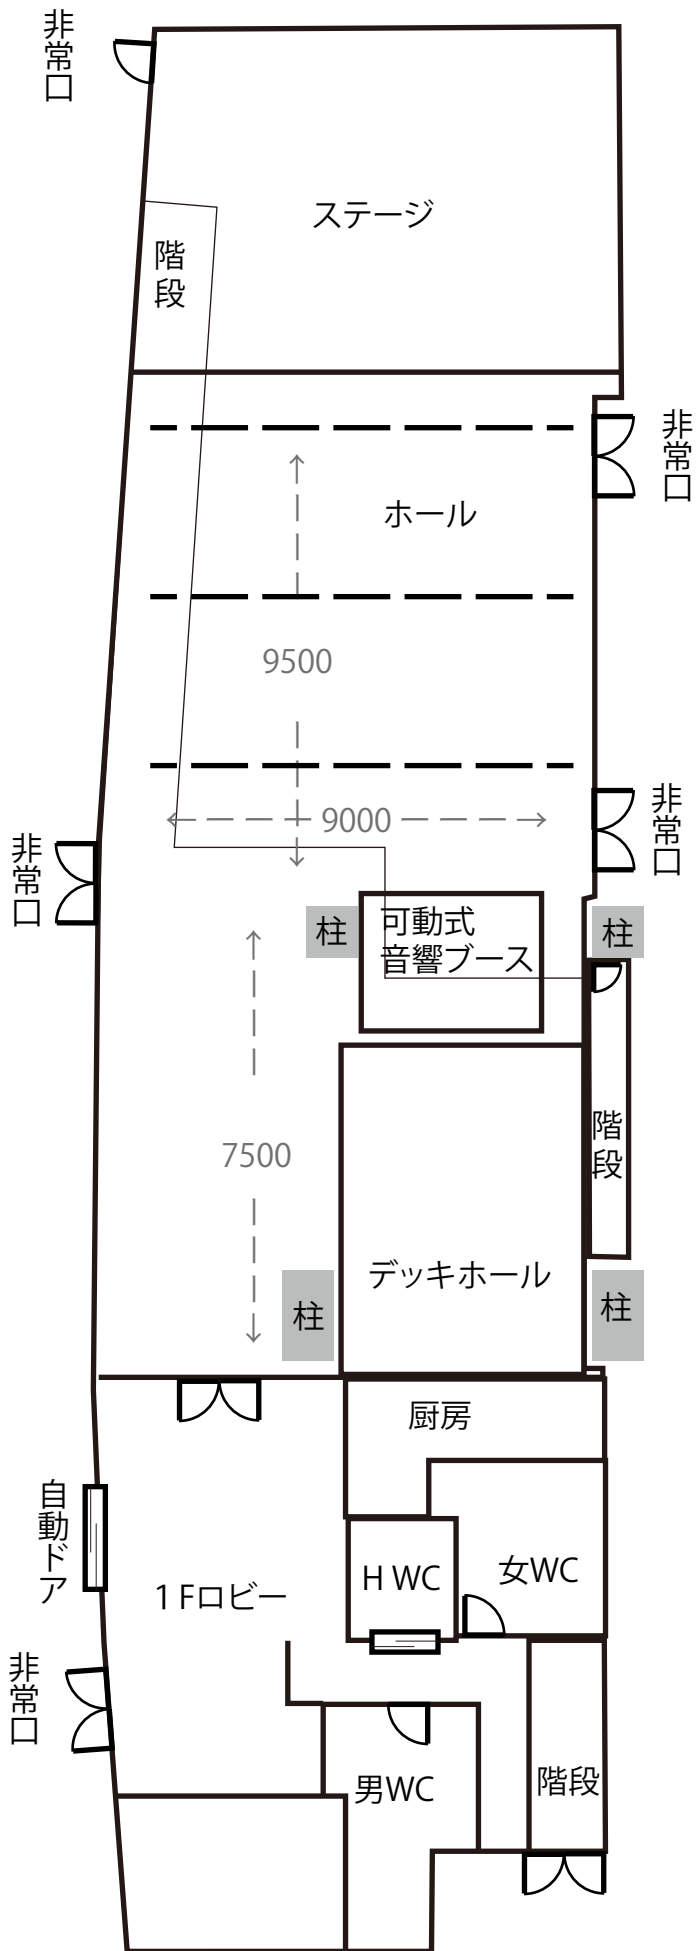 非常口
ステージ
階段
非常口
ホール
9500
非常口
9000
非常口
柱
可動式
音響ブース
柱
階段
7500
デッキホール
柱
柱
厨房
自動ドア
H WC
女WC
1Fロビー
非常口
階段
男WC